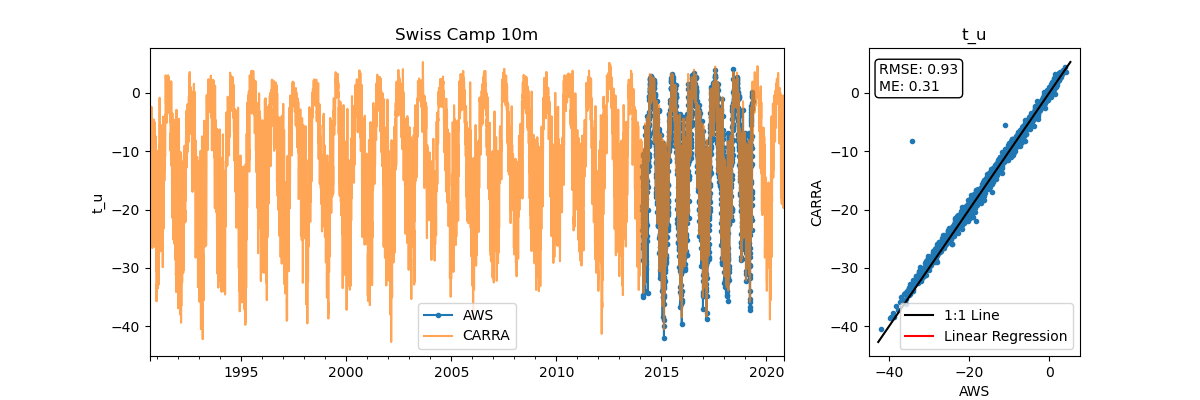 Swiss Camp 10m
t_u
0
−10
−20
−30
−40
t_u
1995
2000
2005
2010
2015
2020
AWS
CARRA
t_u
RMSE: 0.93
ME: 0.31
0
−10
−20
−30
−40
CARRA
1:1 Line
Linear Regression
−40
−20
0
AWS